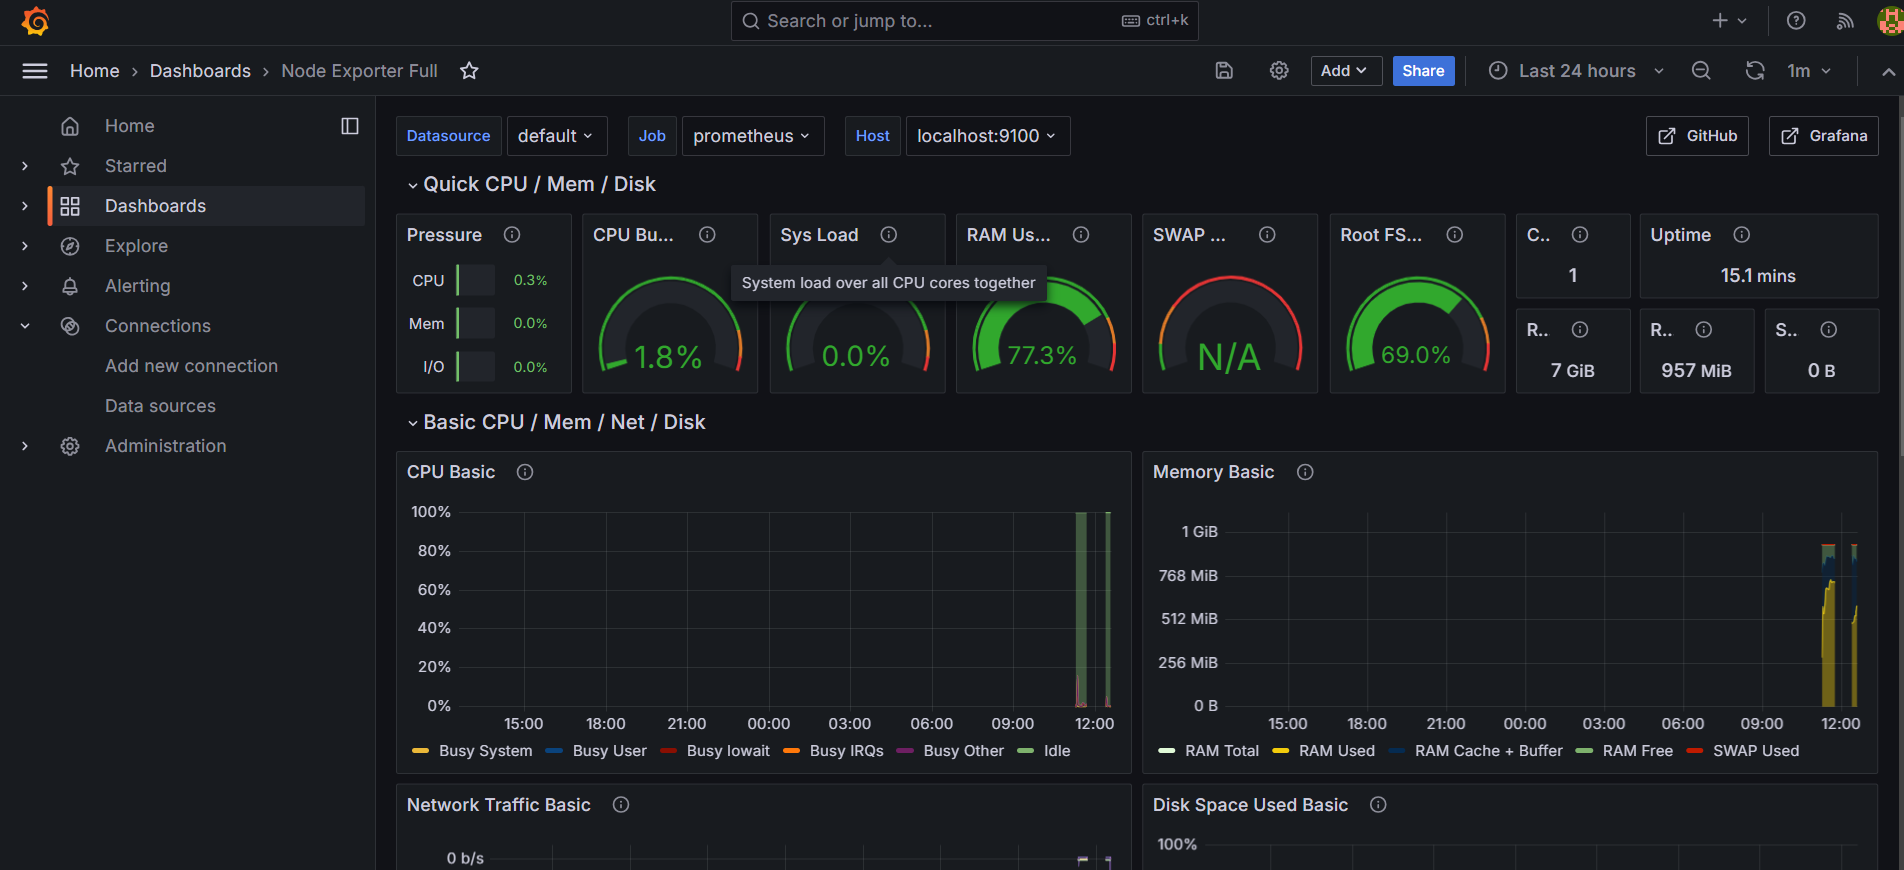 Search or jump to... ctrl+k
Home › Dashboards › Node Exporter Full
Add Share Last 24 hours 1m
Home
Starred
Dashboards
Explore
Alerting
Connections
Add new connection
Data sources
Administration
Datasource default Job prometheus Host localhost:9100 GitHub Grafana
Quick CPU / Mem / Disk
Pressure
CPU 0.3%
Mem 0.0%
I/O 0.0%
CPU Bu...
1.8%
Sys Load
System load over all CPU cores together
0.0%
RAM Us...
77.3%
SWAP ...
N/A
Root FS...
69.0%
C..
1
Uptime
15.1 mins
R..
7 GiB
R..
957 MiB
S..
0 B
Basic CPU / Mem / Net / Disk
CPU Basic
100%
80%
60%
40%
20%
0%
15:00 18:00 21:00 00:00 03:00 06:00 09:00 12:00
Busy System Busy User Busy Iowait Busy IRQs Busy Other Idle
Memory Basic
1 GiB
768 MiB
512 MiB
256 MiB
0 B
15:00 18:00 21:00 00:00 03:00 06:00 09:00 12:00
RAM Total RAM Used RAM Cache + Buffer RAM Free SWAP Used
Network Traffic Basic
0 b/s
Disk Space Used Basic
100%